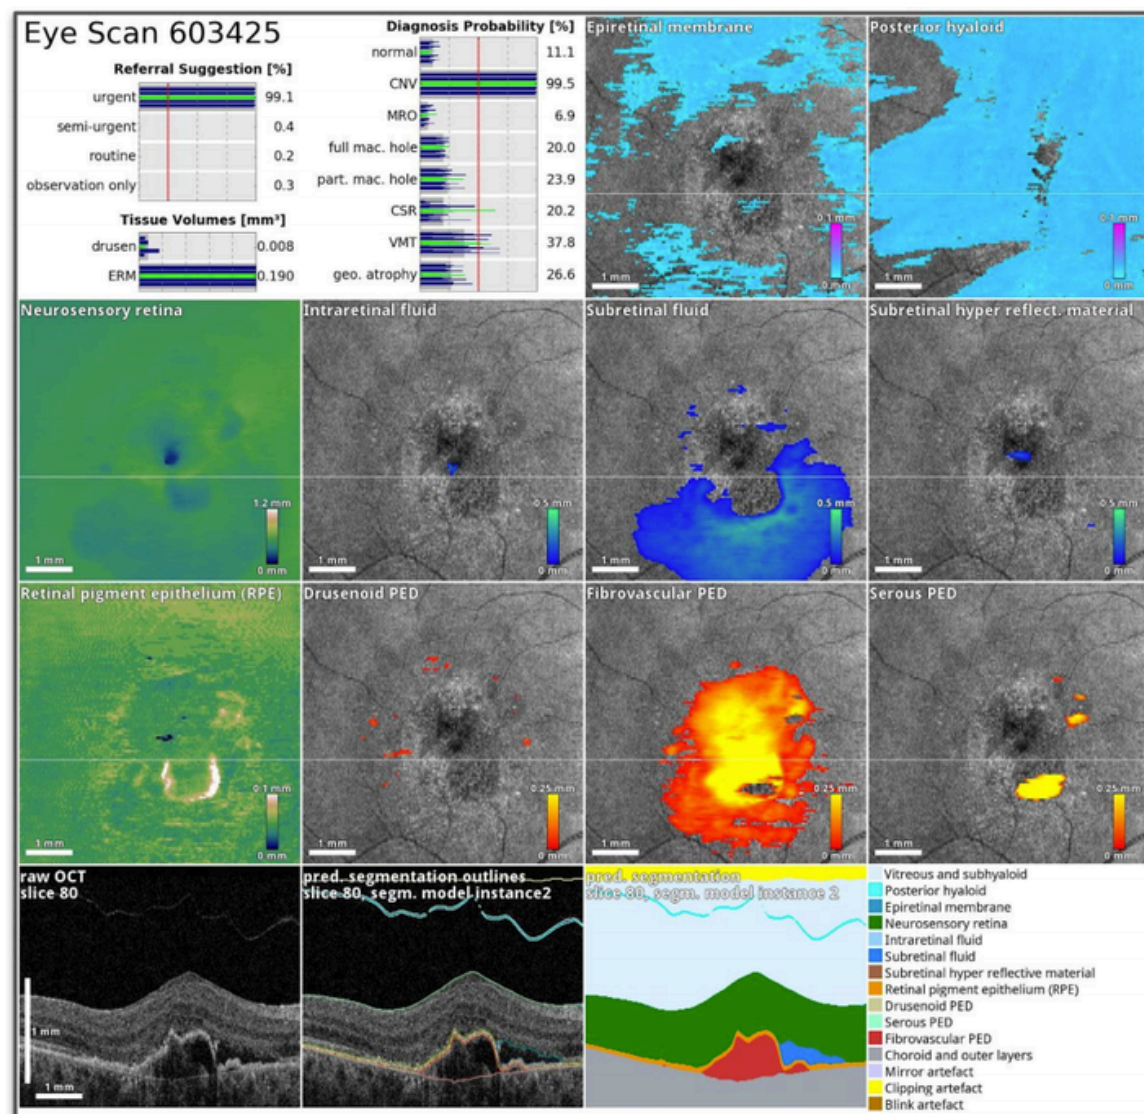 Eye Scan 603425
Referral Suggestion [%]
urgent 99.1
semi-urgent 0.4
routine 0.2
observation only 0.3
Tissue Volumes [mm³]
drusen 0.008
ERM 0.190
Diagnosis Probability [%]
normal 11.1
CNV 99.5
MRO 6.9
full mac. hole 20.0
part. mac. hole 23.9
CSR 20.2
VMT 37.8
geo. atrophy 26.6
Epiretinal membrane
0.1 mm
0 mm
1 mm
Posterior hyaloid
0.1 mm
0 mm
1 mm
Neurosensory retina
1.2 mm
0 mm
1 mm
Intraretinal fluid
0.5 mm
0 mm
1 mm
Subretinal fluid
0.5 mm
0 mm
1 mm
Subretinal hyper reflect. material
0.5 mm
0 mm
1 mm
Retinal pigment epithelium (RPE)
0.1 mm
0 mm
1 mm
Drusenoid PED
0.25 mm
0 mm
1 mm
Fibrovascular PED
0.25 mm
0 mm
1 mm
Serous PED
0.25 mm
0 mm
1 mm
raw OCT
slice 80
1 mm
1 mm
pred. segmentation outlines
slice 80, segm. model instance2
pred. segmentation
slice 80, segm. model instance 2
Vitreous and subhyaloid
Posterior hyaloid
Epiretinal membrane
Neurosensory retina
Intraretinal fluid
Subretinal fluid
Subretinal hyper reflective material
Retinal pigment epithelium (RPE)
Drusenoid PED
Serous PED
Fibrovascular PED
Choroid and outer layers
Mirror artefact
Clipping artefact
Blink artefact